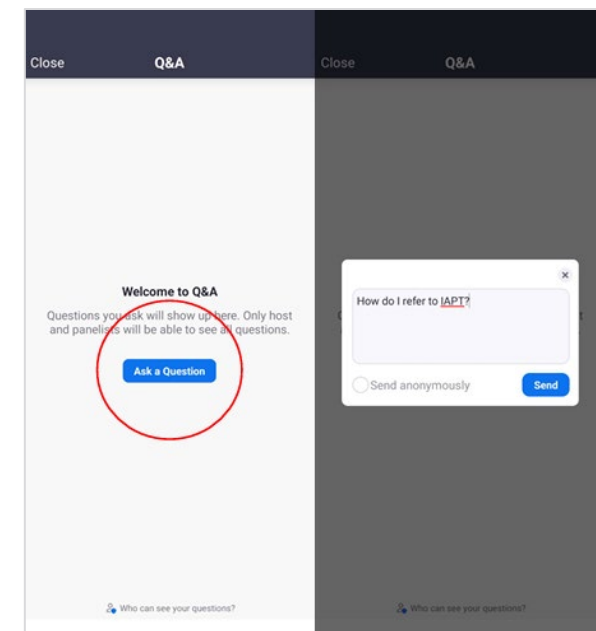 Close
Q&A
Welcome to Q&A
Questions you ask will show up here. Only host
and panelists will be able to see all questions.
Ask a Question
Who can see your questions?
Close
Q&A
How do I refer to IAPT?
Send anonymously
Send
Who can see your questions?